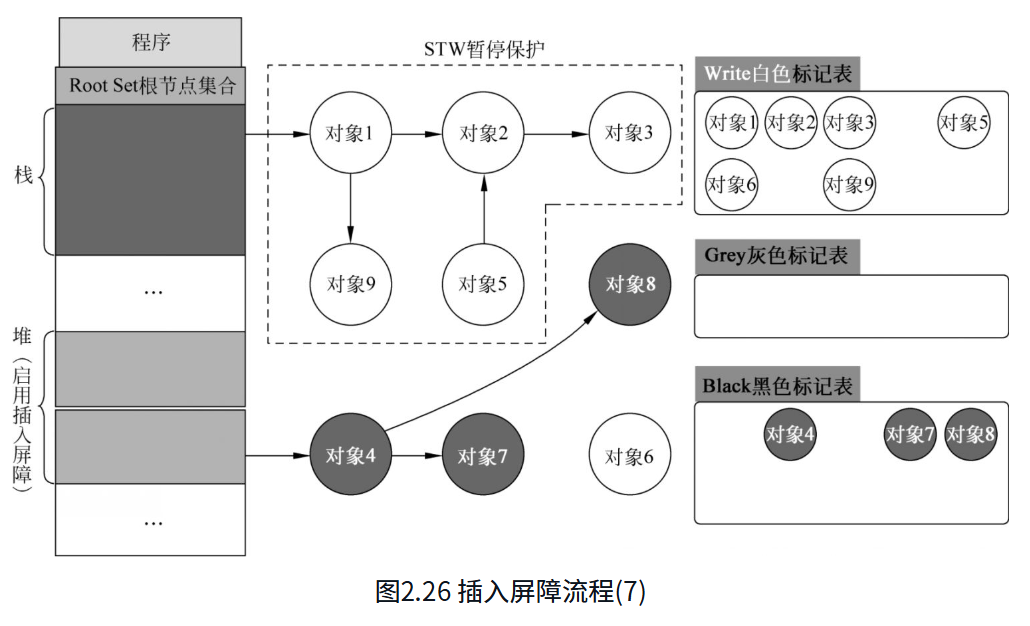 程序
Root Set根节点集合
栈
…
堆（启用插入屏障）
…
STW暂停保护
对象1
对象2
对象3
对象9
对象5
对象8
对象4
对象7
对象6
Write白色标记表
对象1
对象2
对象3
对象5
对象6
对象9
Grey灰色标记表
Black黑色标记表
对象4
对象7
对象8
图2.26 插入屏障流程(7)